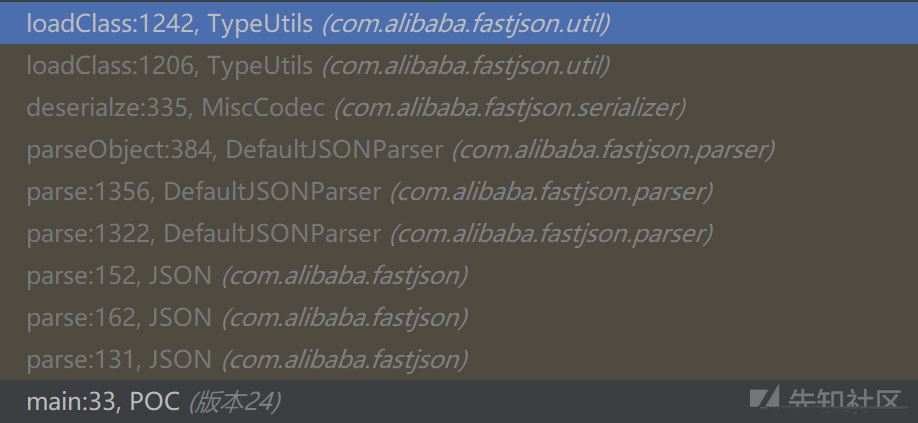 loadClass:1242, TypeUtils (com.alibaba.fastjson.util)
loadClass:1206, TypeUtils (com.alibaba.fastjson.util)
deserialze:335, MiscCodec (com.alibaba.fastjson.serializer)
parseObject:384, DefaultJSONParser (com.alibaba.fastjson.parser)
parse:1356, DefaultJSONParser (com.alibaba.fastjson.parser)
parse:1322, DefaultJSONParser (com.alibaba.fastjson.parser)
parse:152, JSON (com.alibaba.fastjson)
parse:162, JSON (com.alibaba.fastjson)
parse:131, JSON (com.alibaba.fastjson)
main:33, POC (版本24)
先知社区